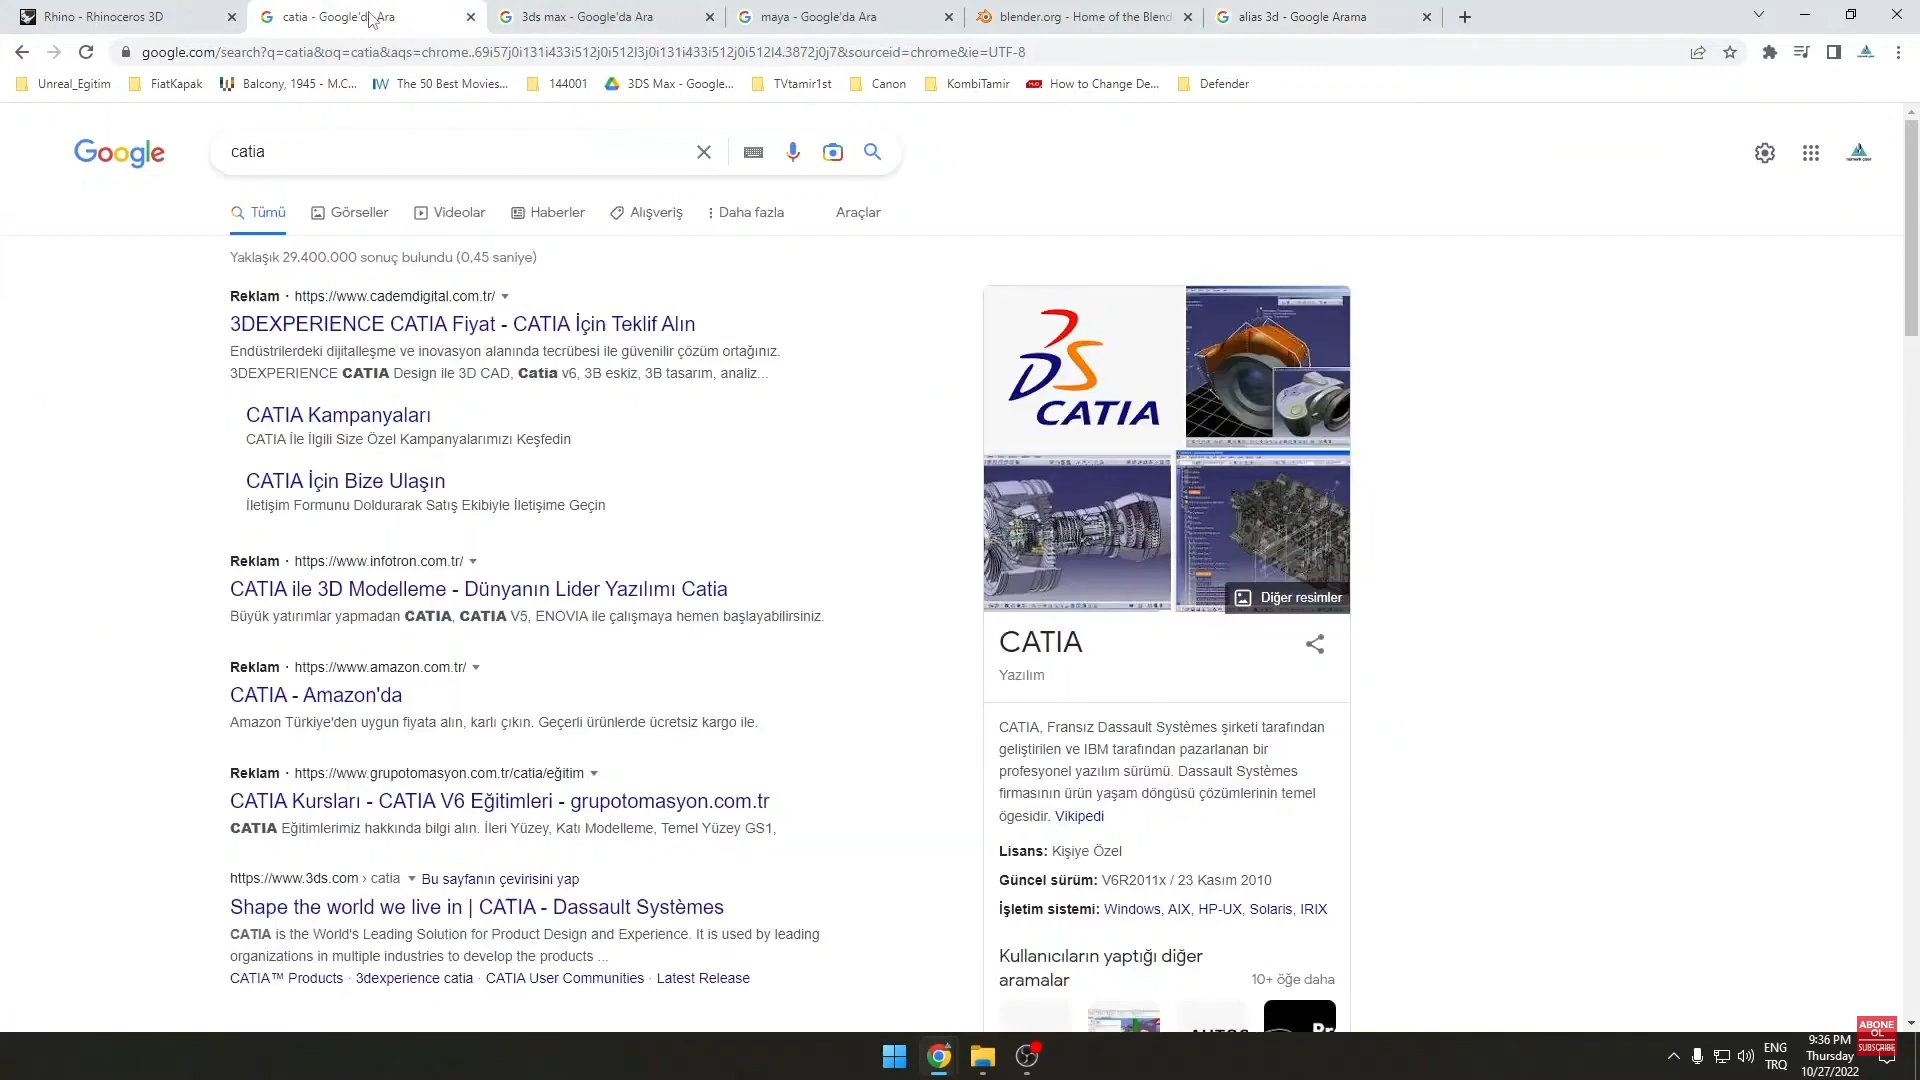 Rhino - Rhinoceros 3D
catia - Google'da Ara
3ds max - Google'da Ara
maya - Google'da Ara
blender.org - Home of the Blend
alias 3d - Google Arama
google.com/search?q=catia&oq=catia&aqs=chrome..69i57j0i131i433i512j0i512l3j0i131i433i512j0i512l4.3872j0j7&sourceid=chrome&ie=UTF-8
Unreal_Egitim
FiatKapak
Balcony, 1945 - M.C...
The 50 Best Movies...
144001
3DS Max - Google...
TVtamir1st
Canon
KombiTamir
How to Change De...
Defender
Google
catia
Tümü
Görseller
Videolar
Haberler
Alışveriş
Daha fazla
Araçlar
Yaklaşık 29.400.000 sonuç bulundu (0,45 saniye)
Reklam · https://www.cademdigital.com.tr/
3DEXPERIENCE CATIA Fiyat - CATIA İçin Teklif Alın
Endüstrilerdeki dijitalleşme ve inovasyon alanında tecrübesi ile güvenilir çözüm ortağınız.
3DEXPERIENCE CATIA Design ile 3D CAD, Catia v6, 3B eskiz, 3B tasarım, analiz...
CATIA Kampanyaları
CATIA İle İlgili Size Özel Kampanyalarımızı Keşfedin
CATIA İçin Bize Ulaşın
İletişim Formunu Doldurarak Satış Ekibiyle İletişime Geçin
Reklam · https://www.infotron.com.tr/
CATIA ile 3D Modelleme - Dünyanın Lider Yazılımı Catia
Büyük yatırımlar yapmadan CATIA, CATIA V5, ENOVIA ile çalışmaya hemen başlayabilirsiniz.
Reklam · https://www.amazon.com.tr/
CATIA - Amazon'da
Amazon Türkiye'den uygun fiyata alın, karlı çıkın. Geçerli ürünlerde ücretsiz kargo ile.
Reklam · https://www.grupotomasyon.com.tr/catia/eğitim
CATIA Kursları - CATIA V6 Eğitimleri - grupotomasyon.com.tr
CATIA Eğitimlerimiz hakkında bilgi alın. İleri Yüzey, Katı Modelleme, Temel Yüzey GS1,
https://www.3ds.com › catia
Bu sayfanın çevirisini yap
Shape the world we live in | CATIA - Dassault Systèmes
CATIA is the World's Leading Solution for Product Design and Experience. It is used by leading
organizations in multiple industries to develop the products ...
CATIA™ Products · 3dexperience catia · CATIA User Communities · Latest Release
CATIA
Diğer resimler
CATIA
Yazılım
CATIA, Fransız Dassault Systèmes şirketi tarafından
geliştirilen ve IBM tarafından pazarlanan bir
profesyonel yazılım sürümü. Dassault Systèmes
firmasının ürün yaşam döngüsü çözümlerinin temel
ögesidir. Vikipedi
Lisans: Kişiye Özel
Güncel sürüm: V6R2011x / 23 Kasım 2010
İşletim sistemi: Windows, AIX, HP-UX, Solaris, IRIX
Kullanıcıların yaptığı diğer
aramalar
10+ öğe daha
ENG
TRQ
9:36 PM
Thursday
10/27/2022
ABONE
OL
SUBSCRIBE